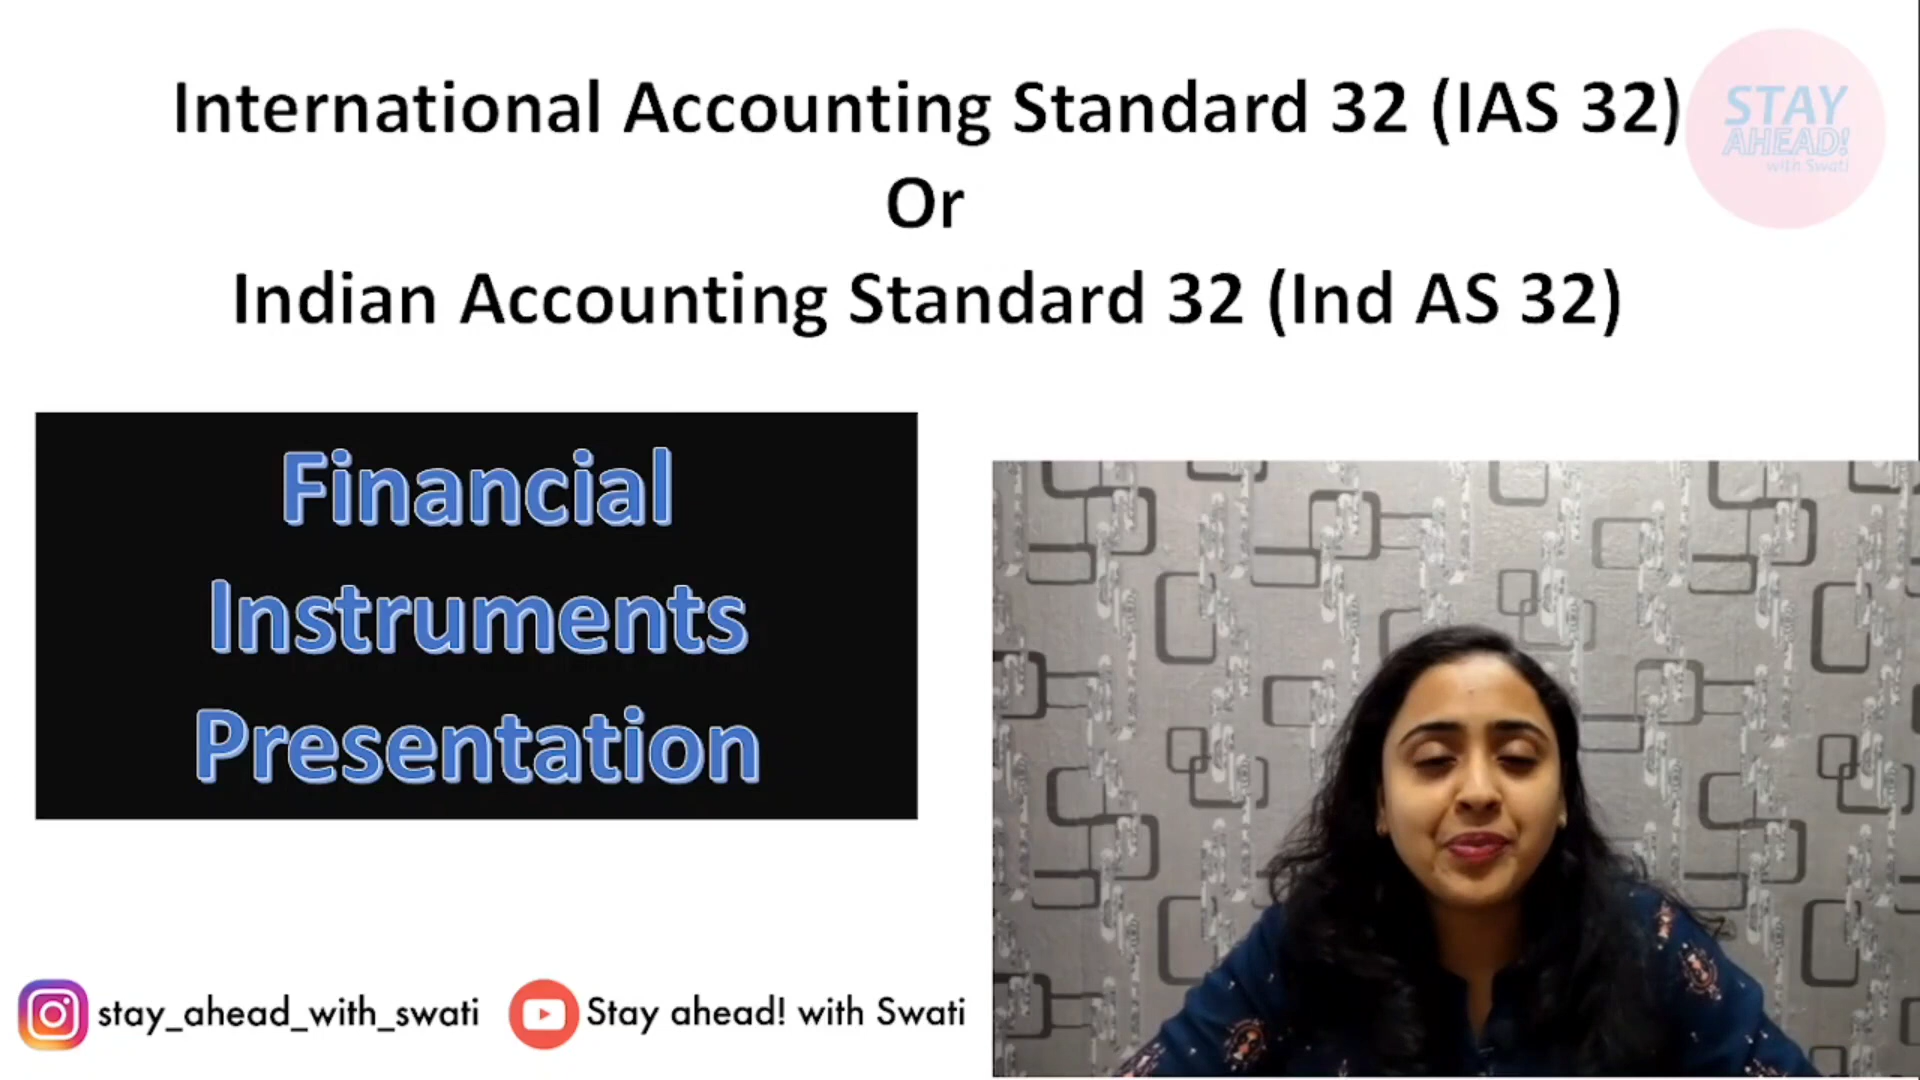 International Accounting Standard 32 (IAS 32)
Or
Indian Accounting Standard 32 (Ind AS 32)
STAY
AHEAD!
with Swati
Financial
Instruments
Presentation
stay_ahead_with_swati
Stay ahead! with Swati